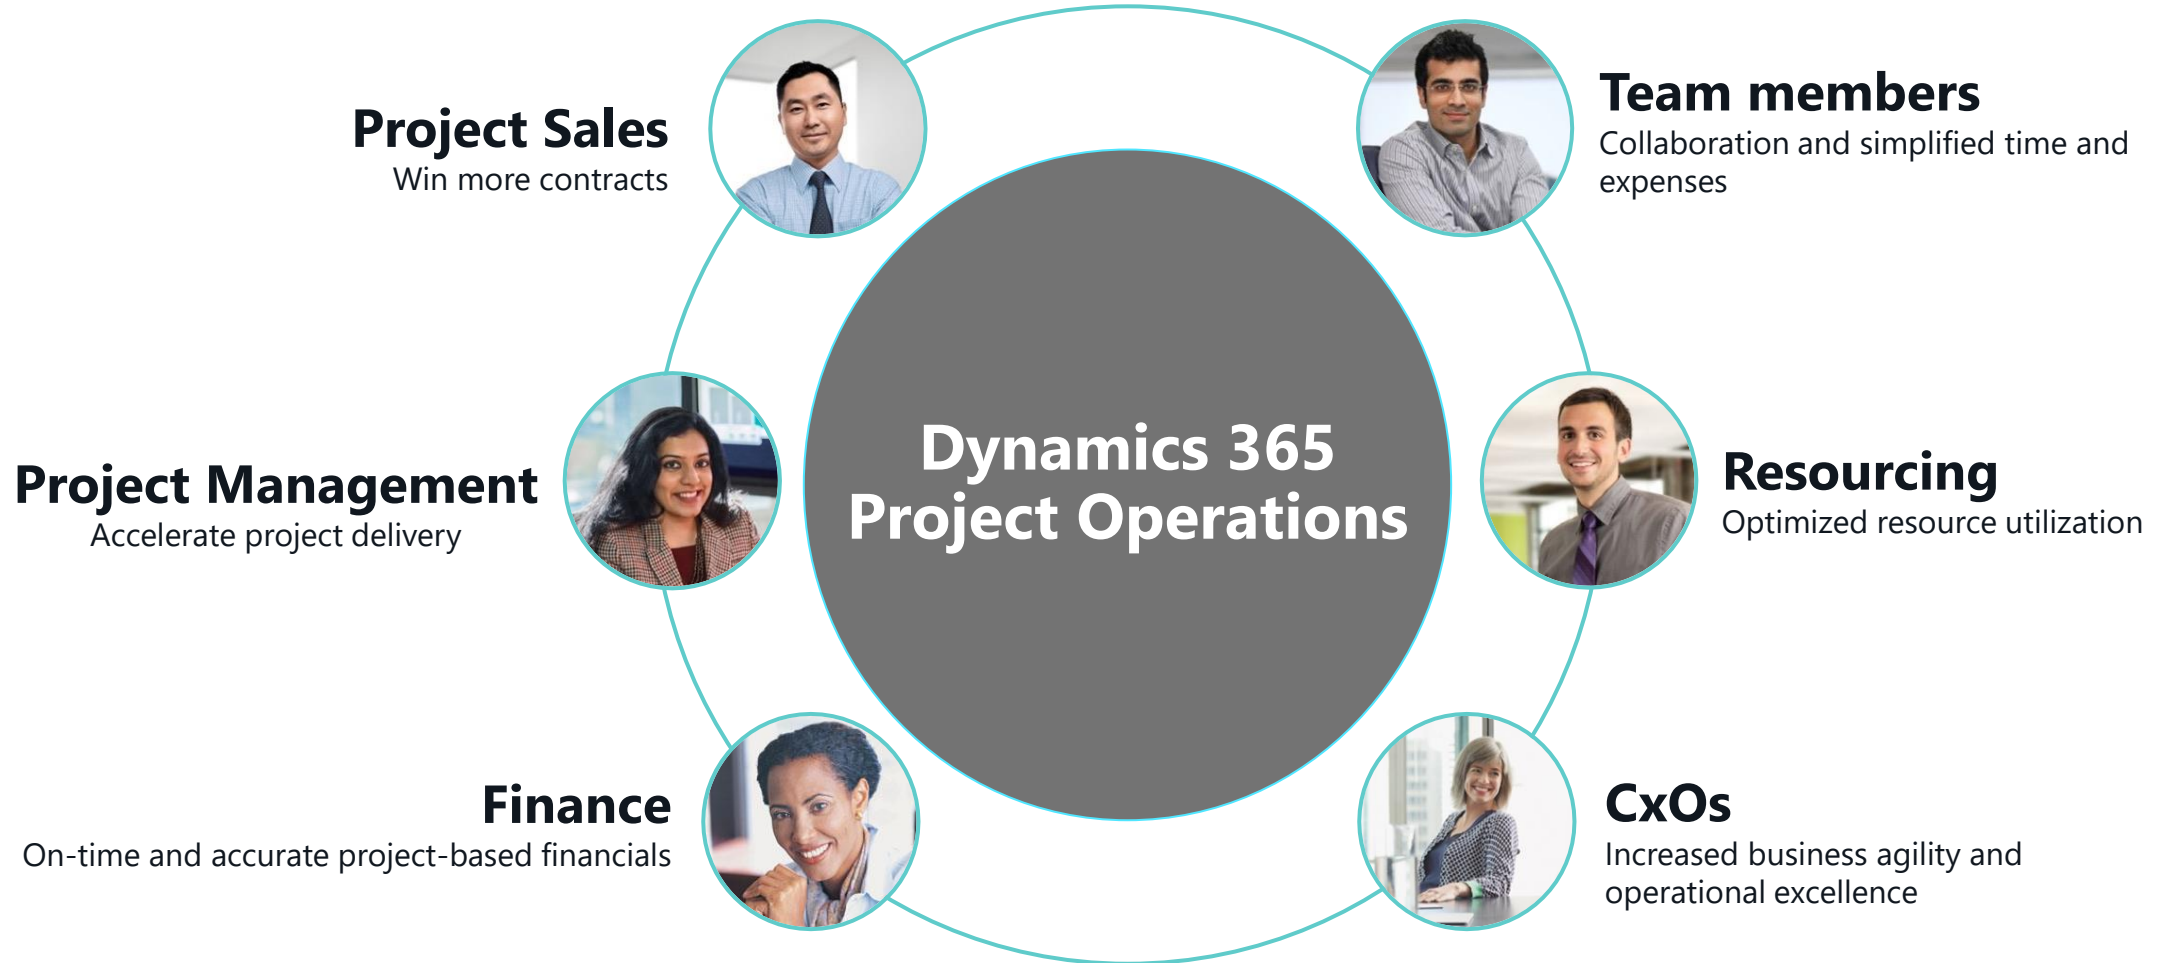 Project Sales
Win more contracts
Team members
Collaboration and simplified time and
expenses
Project Management
Accelerate project delivery
Dynamics 365
Project Operations
Resourcing
Optimized resource utilization
Finance
On-time and accurate project-based financials
CxOs
Increased business agility and
operational excellence